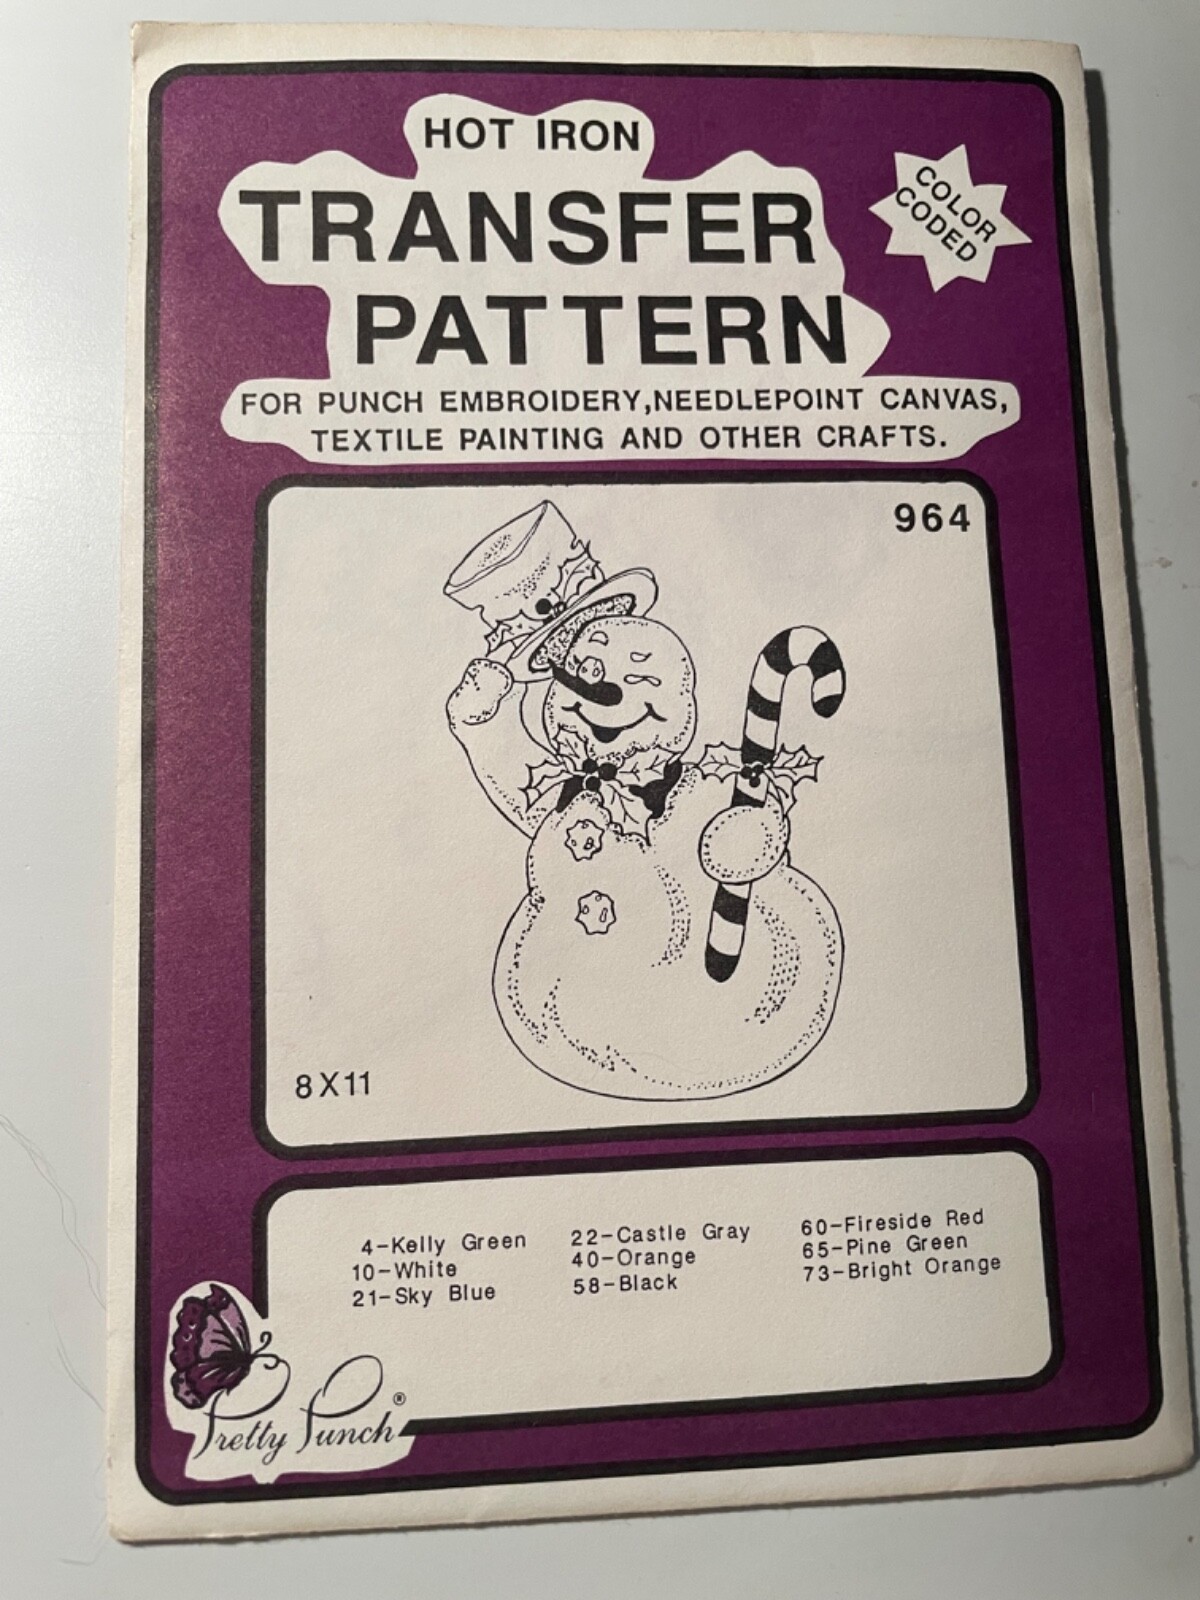 HOT IRON
TRANSFER
PATTERN
COLOR
CODED
FOR PUNCH EMBROIDERY,NEEDLEPOINT CANVAS,
TEXTILE PAINTING AND OTHER CRAFTS.
964
8X11
4-Kelly Green
10-White
21-Sky Blue
22-Castle Gray
40-Orange
58-Black
60-Fireside Red
65-Pine Green
73-Bright Orange
Pretty Punch®